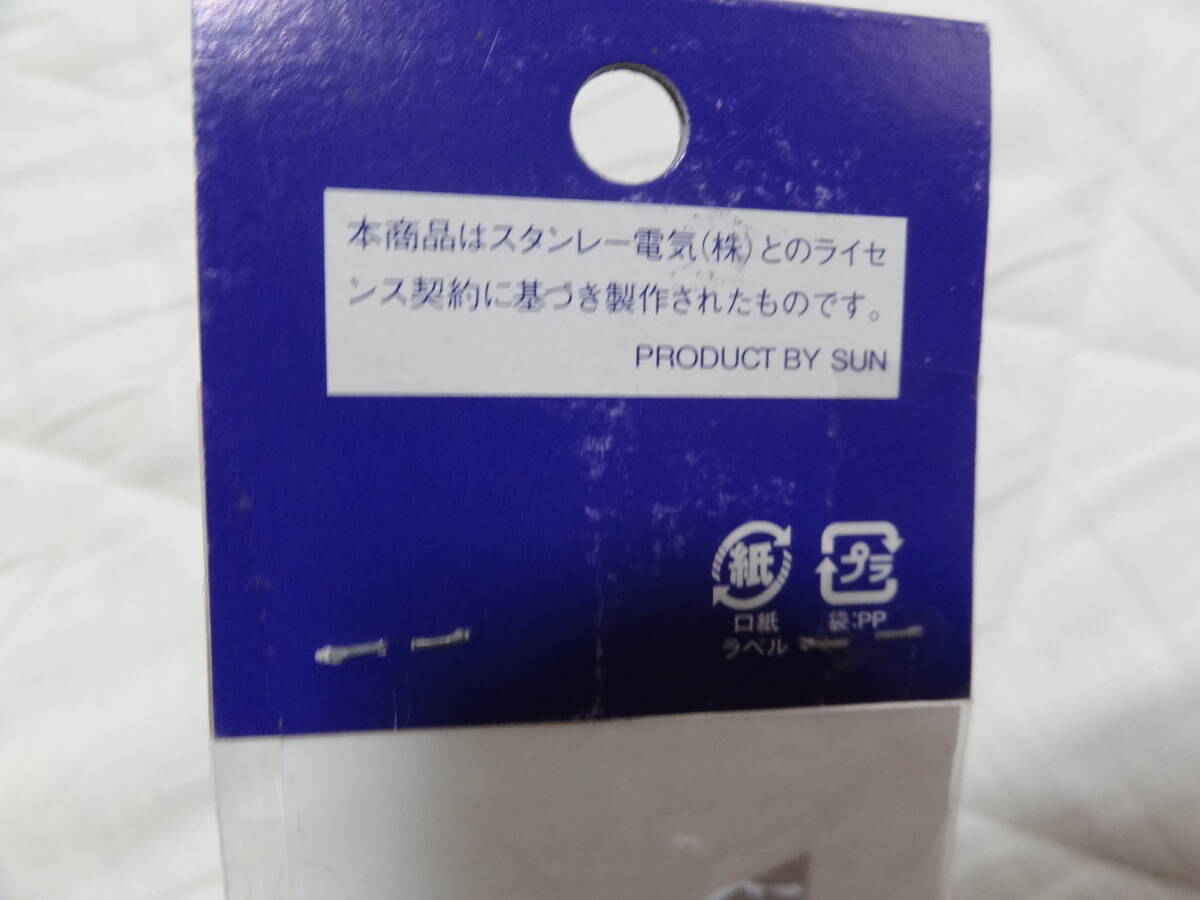 本商品はスタンレー電気(株)とのライセ
ンス契約に基づき製作されたものです。
PRODUCT BY SUN
紙
プラ
口紙
ラベル
袋:PP